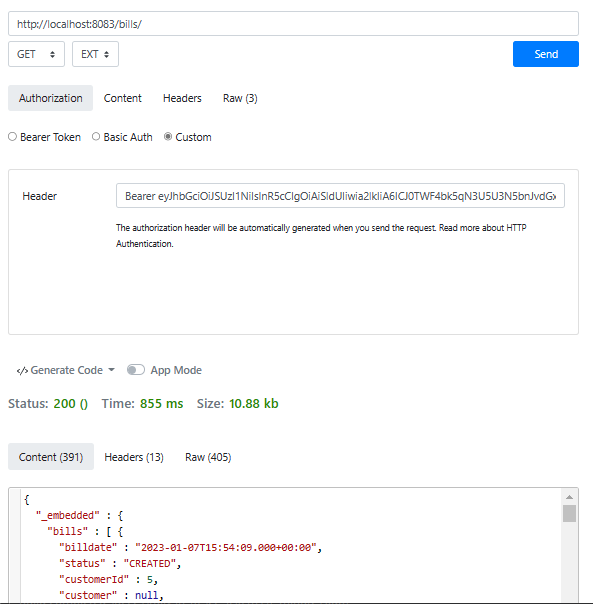 http://localhost:8083/bills/
GET EXT Send
Authorization Content Headers Raw (3)
Bearer Token Basic Auth Custom
Header Bearer
The authorization header will be automatically generated when you send the request. Read more about HTTP
Authentication.
</> Generate Code App Mode
Status: 200 () Time: 855 ms Size: 10.88 kb
Content (391) Headers (13) Raw (405)
{
"_embedded" : {
"bills" : [ {
"billdate" : "2023-01-07T15:54:09.000+00:00",
"status" : "CREATED",
"customerId" : 5,
"customer" : null,